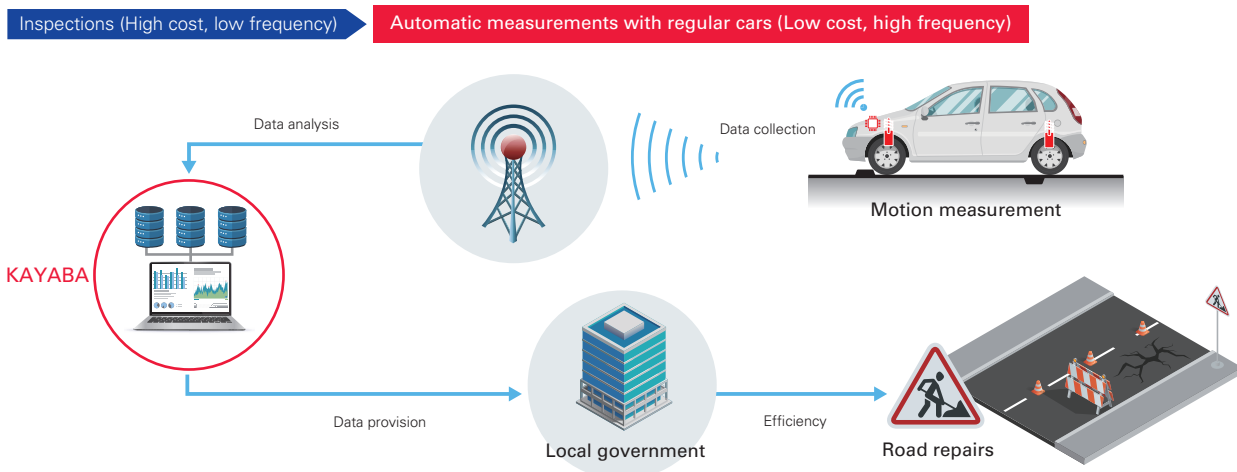 Inspections (High cost, low frequency)
Automatic measurements with regular cars (Low cost, high frequency)
Data analysis
Data collection
Motion measurement
KAYABA
Data provision
Local government
Efficiency
Road repairs